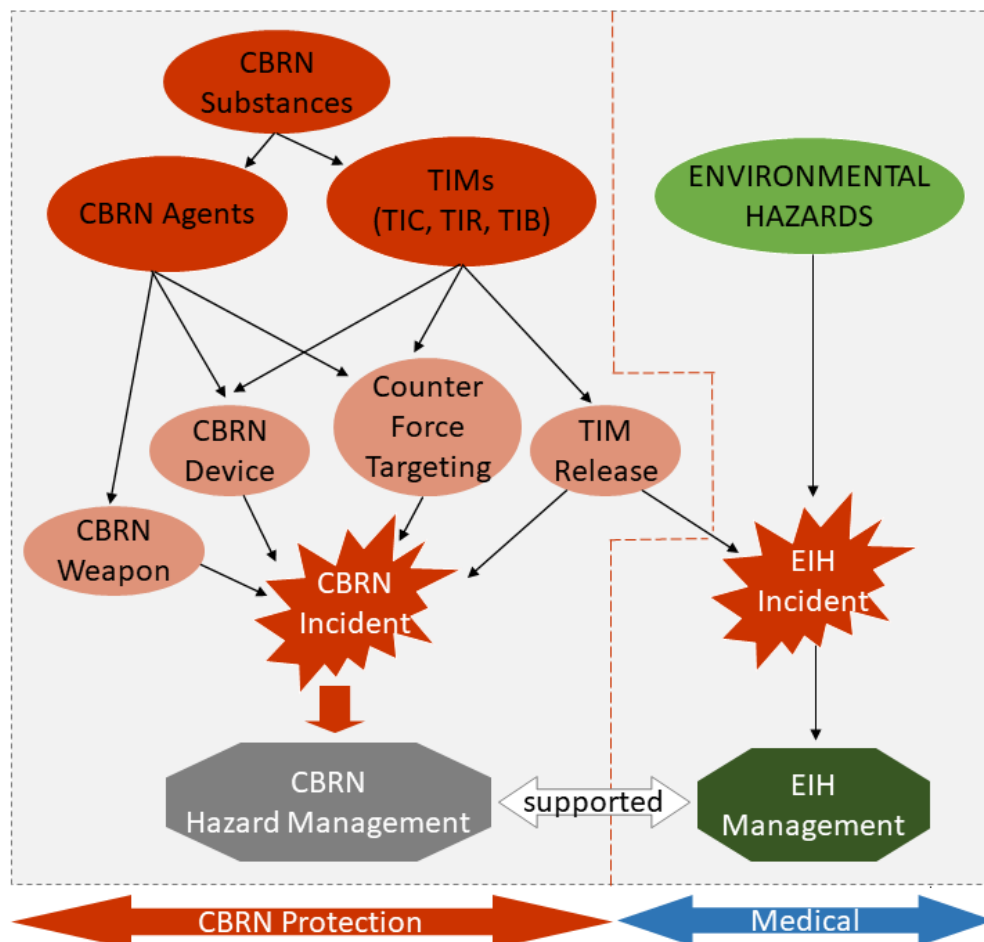 CBRN
Substances
CBRN Agents
TIMs
(TIC, TIR, TIB)
ENVIRONMENTAL
HAZARDS
CBRN
Device
Counter
Force
Targeting
TIM
Release
CBRN
Weapon
CBRN
Incident
EIH
Incident
CBRN
Hazard Management
supported
EIH
Management
CBRN Protection
Medical